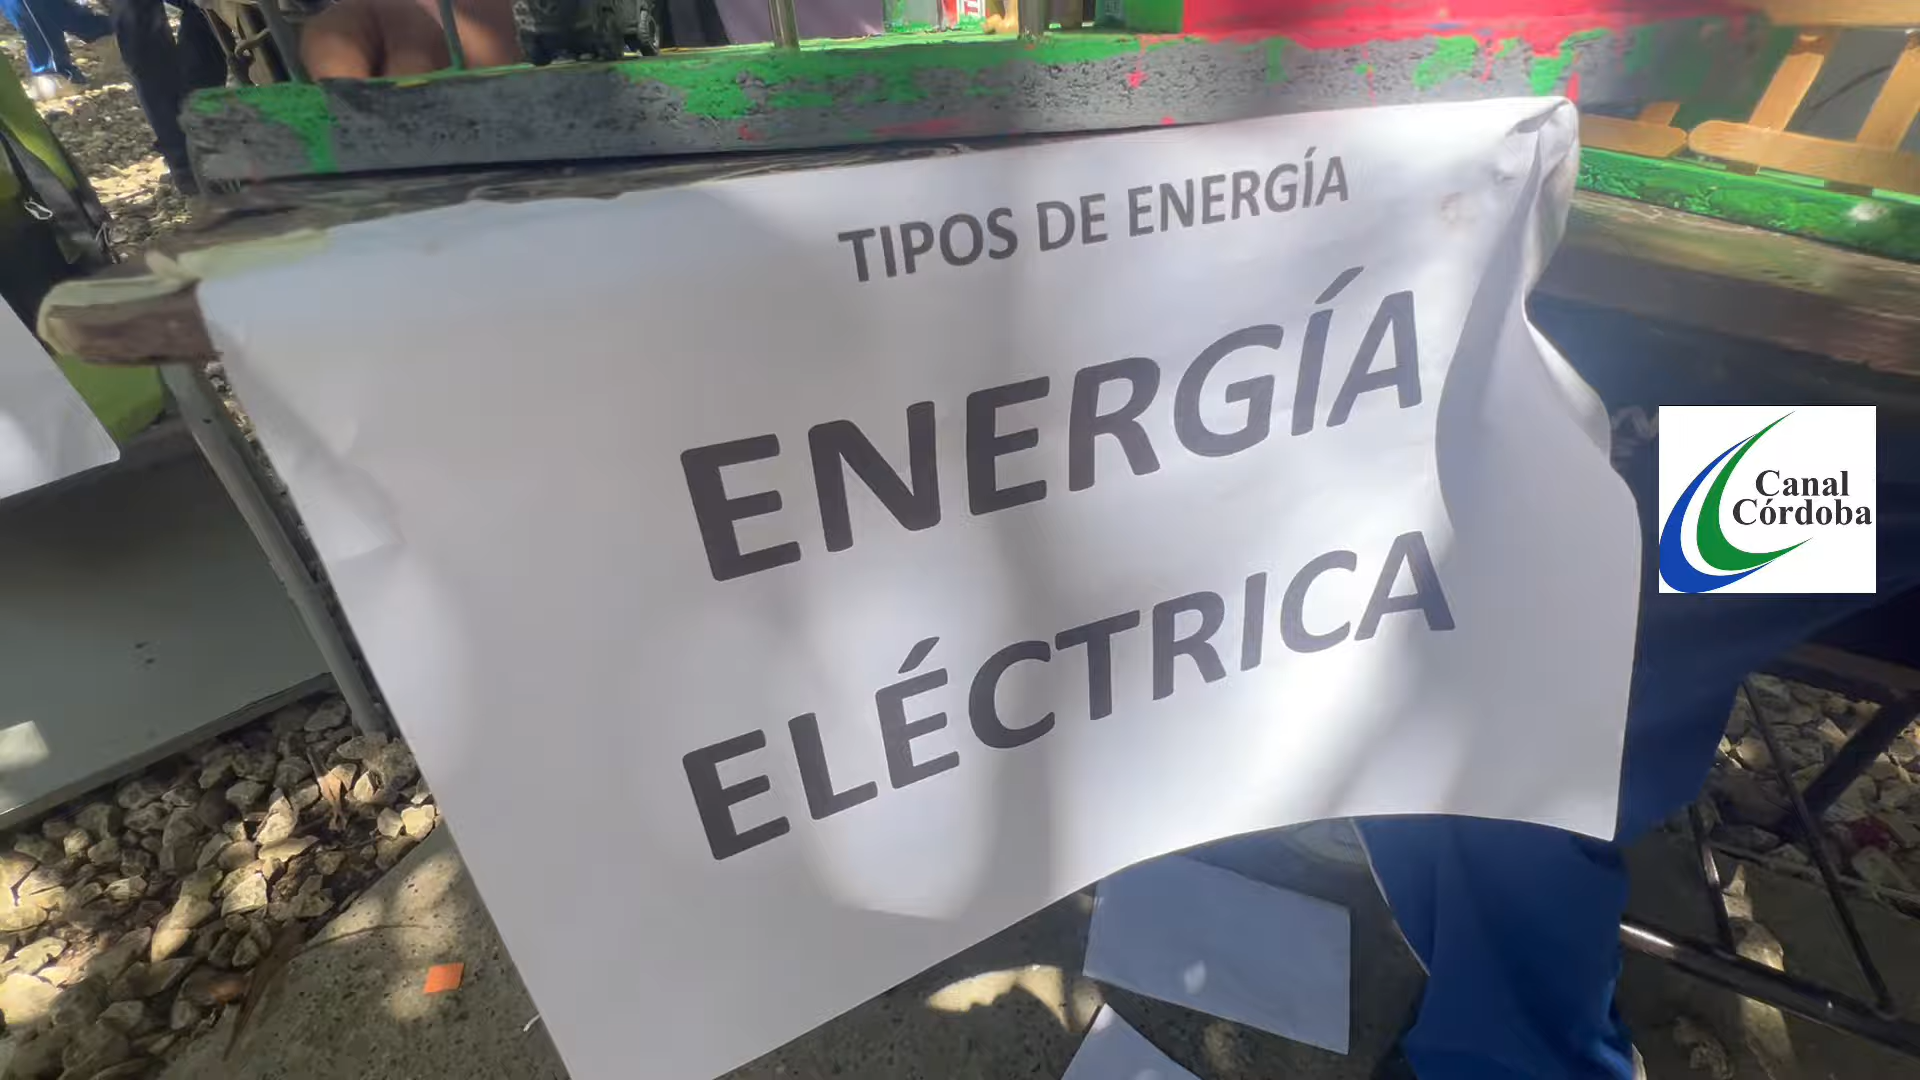 TIPOS DE ENERGÍA
ENERGÍA
ELÉCTRICA
Canal
Córdoba